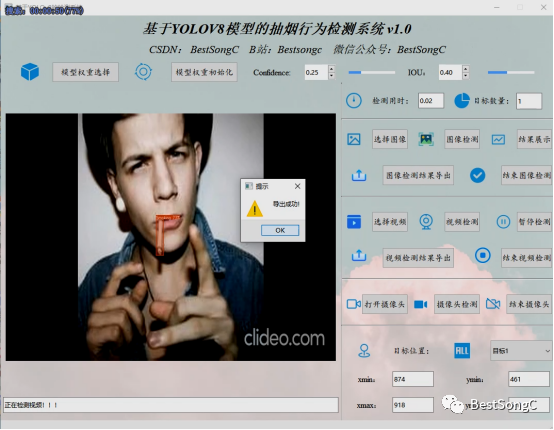 基于YOLOV8模型的抽烟行为检测系统 v1.0
CSDN： BestSongC B站：Bestsongc 微信公众号：BestSongC
模型权重选择 模型权重初始化 Confidence: 0.25 IOU： 0.40
检测用时： 0.02 目标数量： 1
选择图像 图像检测 结果展示
图像检测结果导出 结束图像检测
提示
导出成功!
OK
选择视频 视频检测 暂停检测
视频检测结果导出 结束视频检测
打开摄像头 摄像头检测 结束摄像头
clideo.com
目标位置： ALL 目标1
xmin: 874 ymin: 461
正在检测视频！！！
xmax: 918
BestSongC